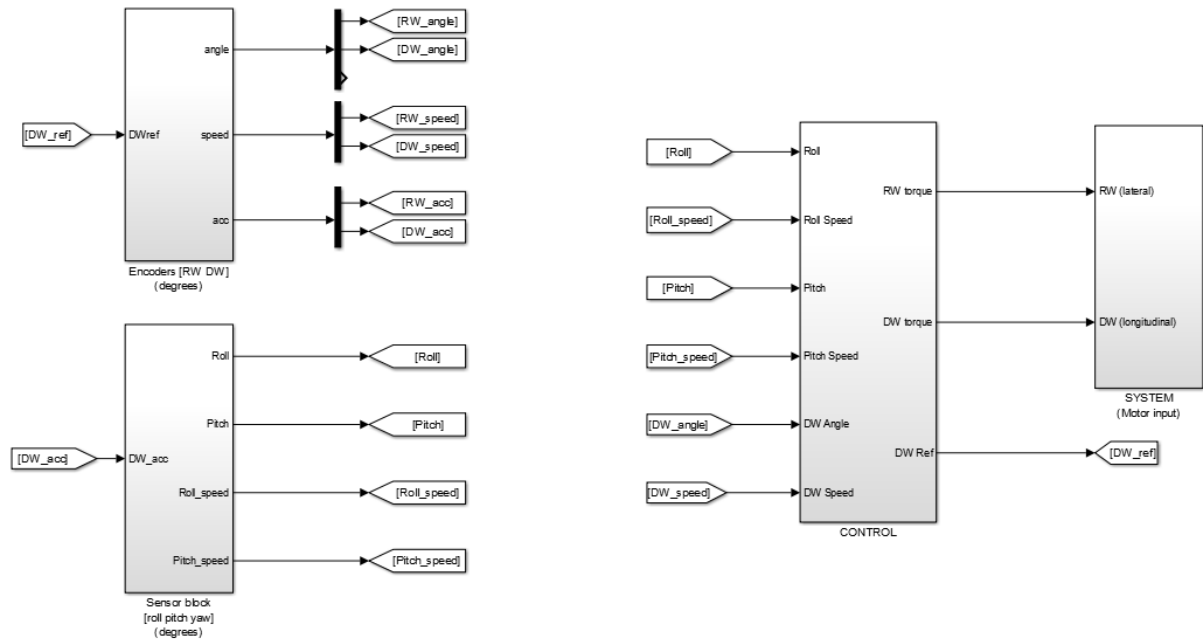 [DW_ref]
DWref
angle
speed
acc
[RW_angle]
[DW_angle]
[RW_speed]
[DW_speed]
[RW_acc]
[DW_acc]
Encoders [RW DW]
(degrees)
[DW_acc]
DW_acc
Roll
Pitch
Roll_speed
Pitch_speed
[Roll]
[Pitch]
[Roll_speed]
[Pitch_speed]
Sensor block
[roll pitch yaw]
(degrees)
[Roll]
[Roll_speed]
[Pitch]
[Pitch_speed]
[DW_angle]
[DW_speed]
Roll
Roll Speed
Pitch
Pitch Speed
DW Angle
DW Speed
RW torque
DW torque
DW Ref
CONTROL
RW (lateral)
DW (longitudinal)
SYSTEM
(Motor input)
[DW_ref]